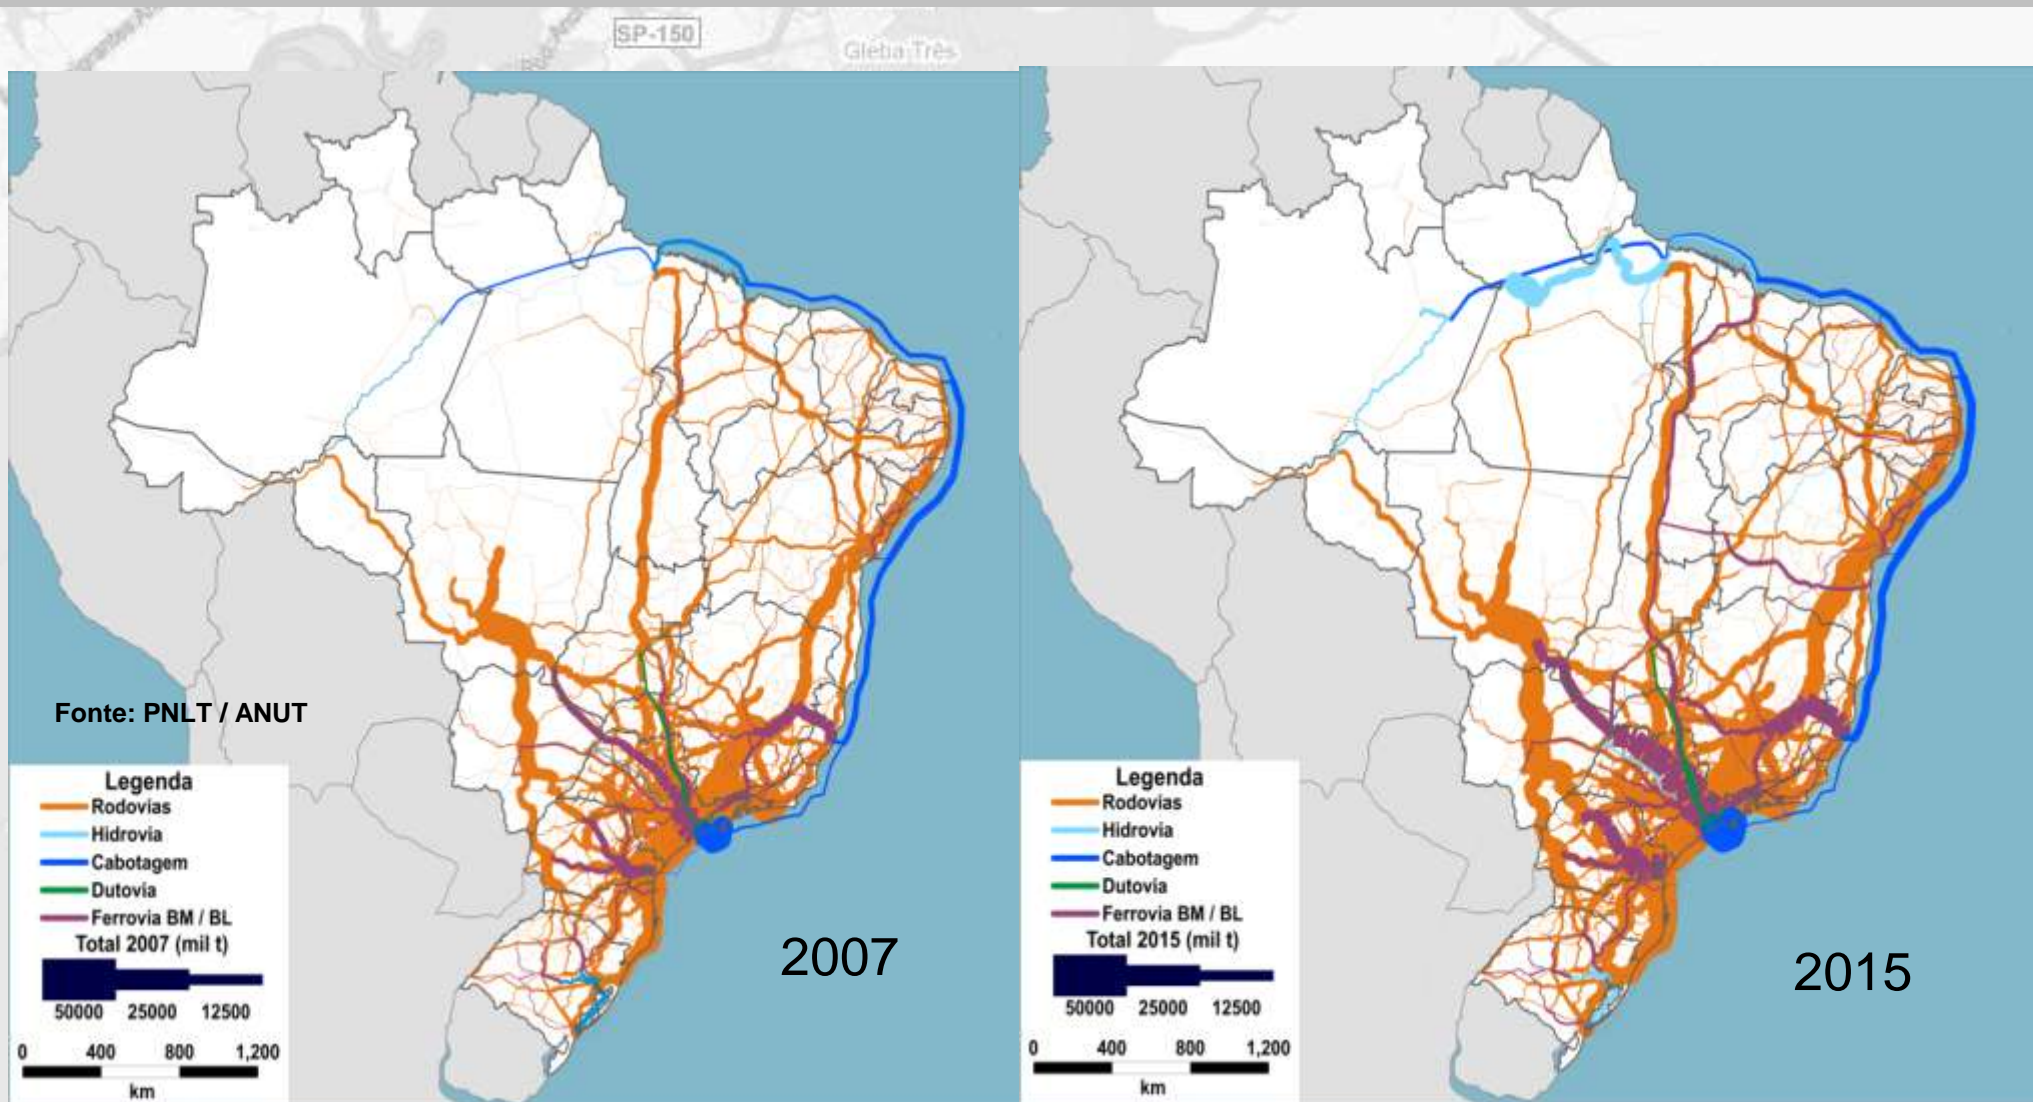 SP-150
Gleba Três
Fonte: PNLT / ANUT
Legenda
Rodovias
Hidrovia
Cabotagem
Dutovia
Ferrovia BM / BL
Total 2007 (mil t)
50000 25000 12500
0 400 800 1,200
km
2007
Legenda
Rodovias
Hidrovia
Cabotagem
Dutovia
Ferrovia BM / BL
Total 2015 (mil t)
50000 25000 12500
0 400 800 1,200
km
2015